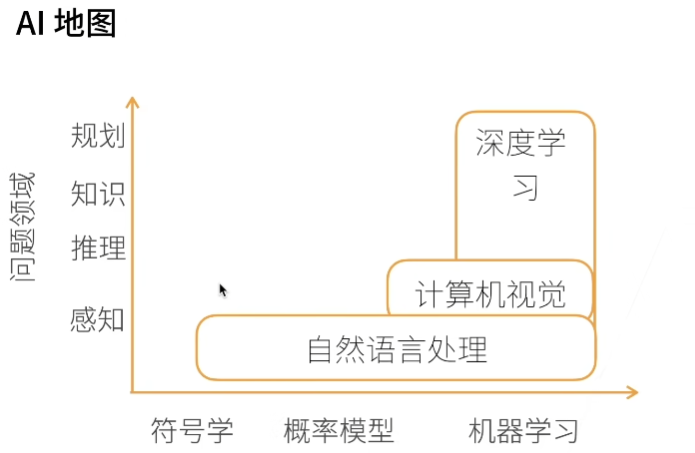 AI 地图
问题领域
规划
知识
推理
感知
深度学
习
计算机视觉
自然语言处理
符号学
概率模型
机器学习